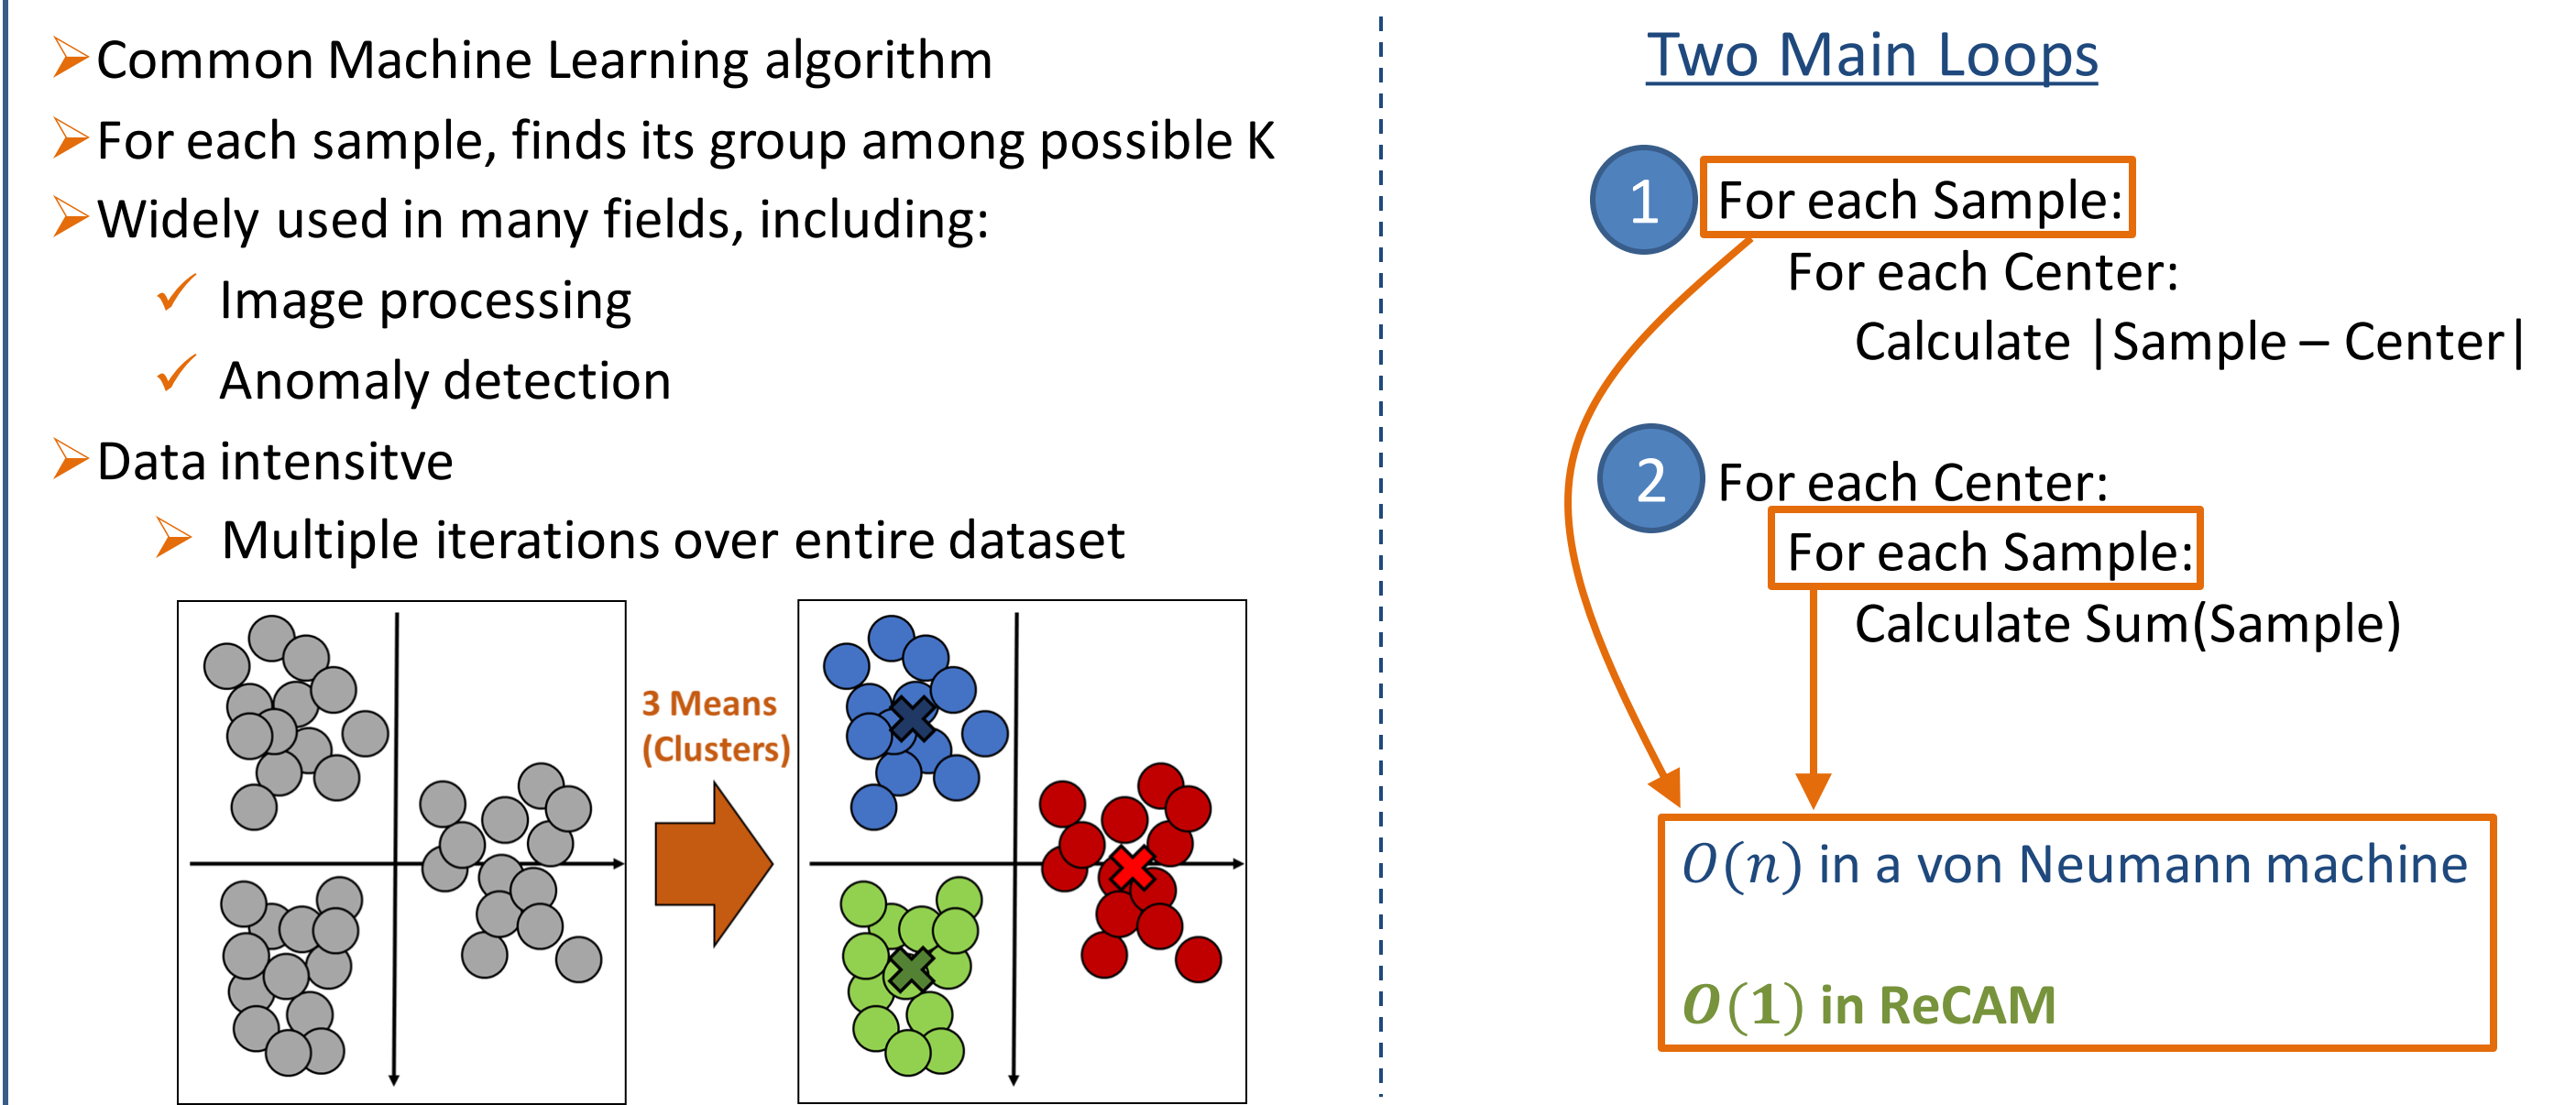 Common Machine Learning algorithm
For each sample, finds its group among possible K
Widely used in many fields, including:
Image processing
Anomaly detection
Data intensitve
Multiple iterations over entire dataset
3 Means
(Clusters)
Two Main Loops
1 For each Sample:
For each Center:
Calculate |Sample – Center|
2 For each Center:
For each Sample:
Calculate Sum(Sample)
O(n) in a von Neumann machine
O(1) in ReCAM